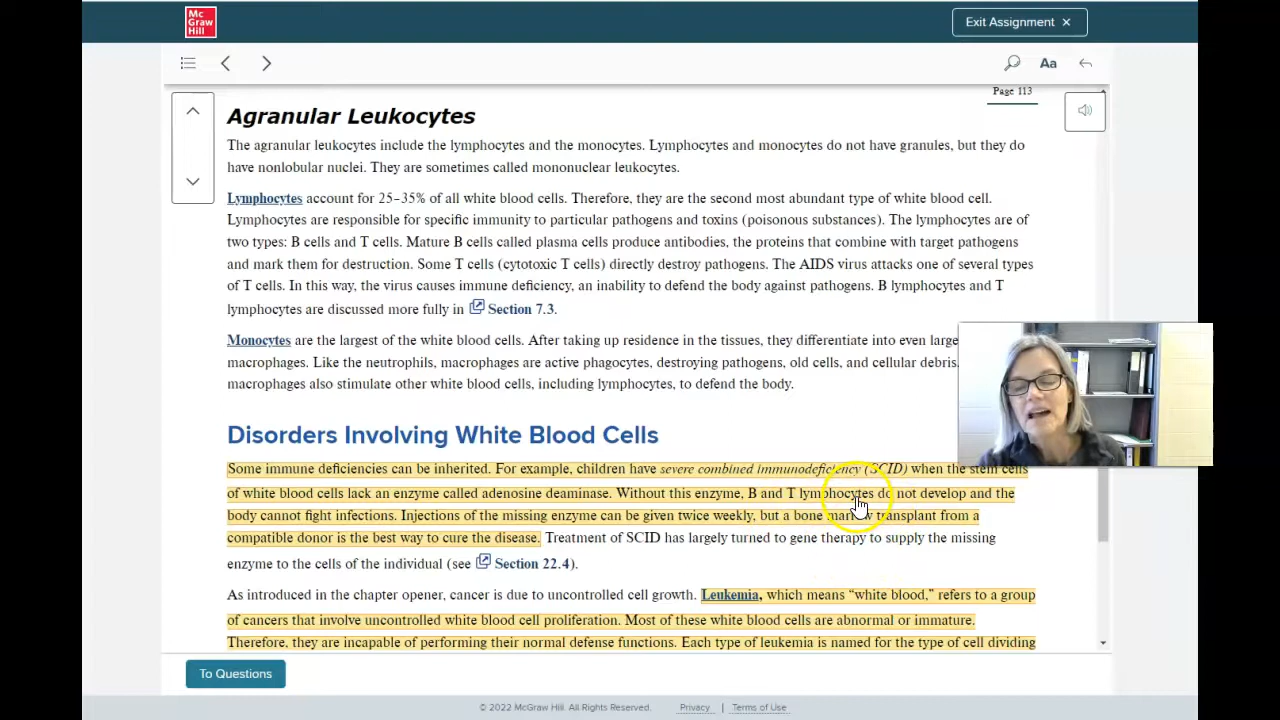 Mc
Graw
Hill
Exit Assignment ×
Aa
Page 113
Agranular Leukocytes
The agranular leukocytes include the lymphocytes and the monocytes. Lymphocytes and monocytes do not have granules, but they do
have nonlobular nuclei. They are sometimes called mononuclear leukocytes.
Lymphocytes account for 25–35% of all white blood cells. Therefore, they are the second most abundant type of white blood cell.
Lymphocytes are responsible for specific immunity to particular pathogens and toxins (poisonous substances). The lymphocytes are of
two types: B cells and T cells. Mature B cells called plasma cells produce antibodies, the proteins that combine with target pathogens
and mark them for destruction. Some T cells (cytotoxic T cells) directly destroy pathogens. The AIDS virus attacks one of several types
of T cells. In this way, the virus causes immune deficiency, an inability to defend the body against pathogens. B lymphocytes and T
lymphocytes are discussed more fully in Section 7.3.
Monocytes are the largest of the white blood cells. After taking up residence in the tissues, they differentiate into even
macrophages. Like the neutrophils, macrophages are active phagocytes, destroying pathogens, old cells, and cellular debris.
macrophages also stimulate other white blood cells, including lymphocytes, to defend the body.
Disorders Involving White Blood Cells
Some immune deficiencies can be inherited. For example, children have severe combined immunodeficiency (SCID) when the stem cells
of white blood cells lack an enzyme called adenosine deaminase. Without this enzyme, B and T lymphocytes do not develop and the
body cannot fight infections. Injections of the missing enzyme can be given twice weekly, but a bone marrow transplant from a
compatible donor is the best way to cure the disease. Treatment of SCID has largely turned to gene therapy to supply the missing
enzyme to the cells of the individual (see Section 22.4).
As introduced in the chapter opener, cancer is due to uncontrolled cell growth. Leukemia, which means “white blood,” refers to a group
of cancers that involve uncontrolled white blood cell proliferation. Most of these white blood cells are abnormal or immature.
Therefore, they are incapable of performing their normal defense functions. Each type of leukemia is named for the type of cell dividing
To Questions
© 2022 McGraw Hill. All Rights Reserved. Privacy | Terms of Use